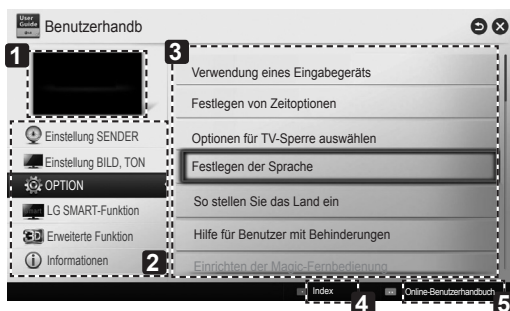 User
Guide
Benutzerhandb
1
3
Verwendung eines Eingabegeräts
Festlegen von Zeitoptionen
Einstellung SENDER
Optionen für TV-Sperre auswählen
Einstellung BILD, TON
Festlegen der Sprache
OPTION
So stellen Sie das Land ein
LG SMART-Funktion
3D Erweiterte Funktion
Hilfe für Benutzer mit Behinderungen
Informationen
2
Einrichten der Magic-Fernbedienung
Index
Online-Benutzerhandbuch
4
5